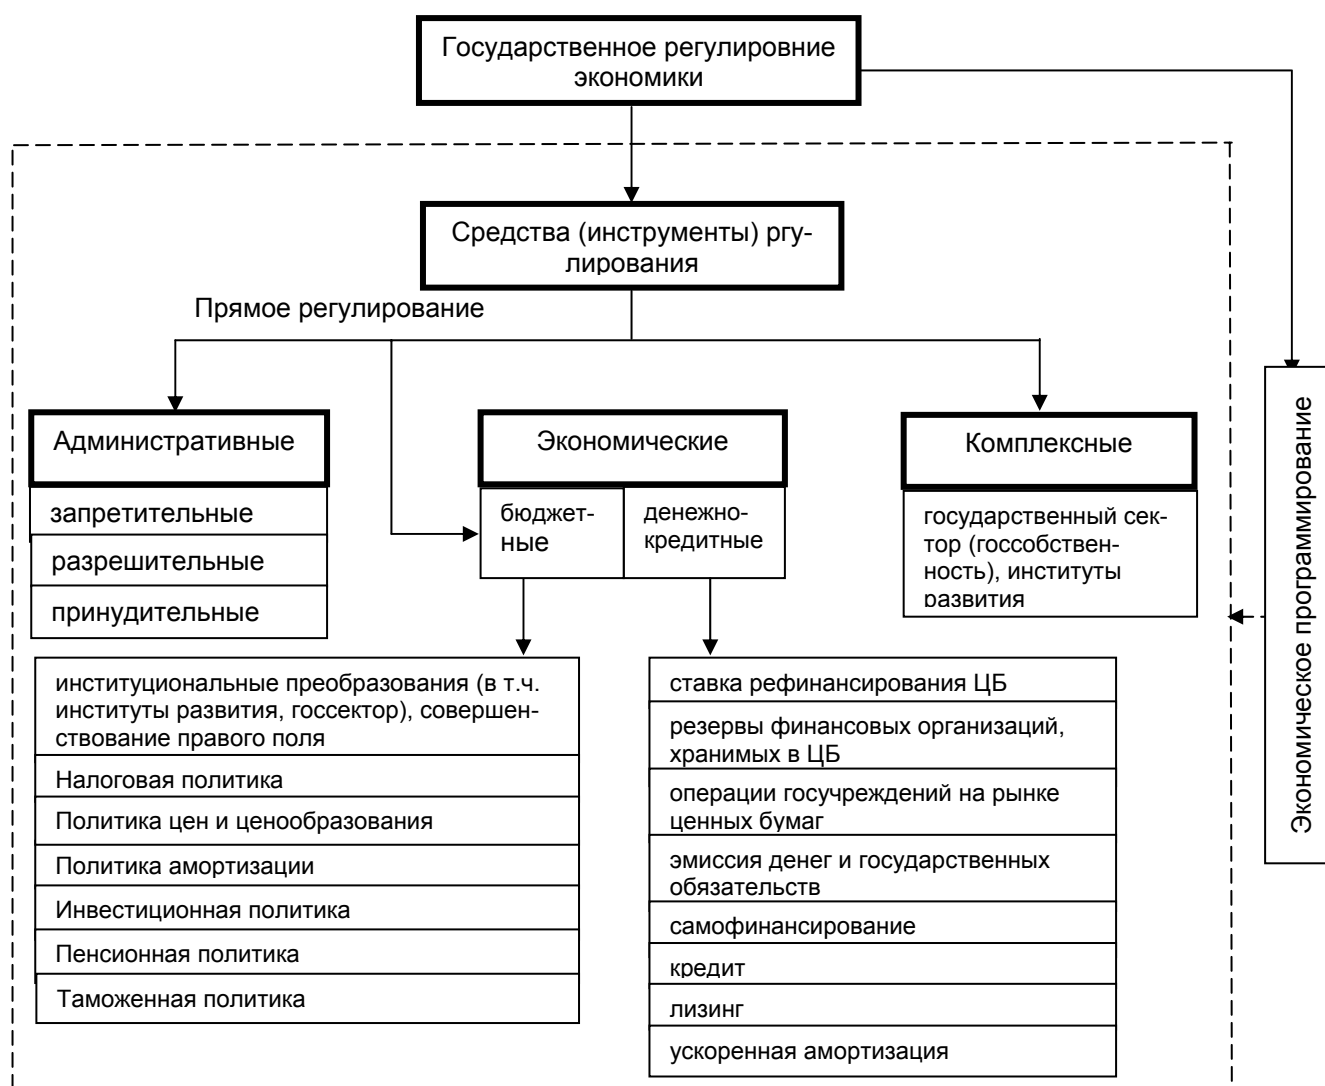 Государственное регулировние
экономики
Средства (инструменты) ргу-
лирования
Прямое регулирование
Административные
запретительные
разрешительные
принудительные
Экономические
бюджет-
ные
денежно-
кредитные
Комплексные
государственный сек-
тор (госсобствен-
ность), институты
развития
Экономическое программирование
институциональные преобразования (в т.ч.
институты развития, госсектор), совершен-
ствование правого поля
Налоговая политика
Политика цен и ценообразования
Политика амортизации
Инвестиционная политика
Пенсионная политика
Таможенная политика
ставка рефинансирования ЦБ
резервы финансовых организаций,
хранимых в ЦБ
операции госучреждений на рынке
ценных бумаг
эмиссия денег и государственных
обязательств
самофинансирование
кредит
лизинг
ускоренная амортизация